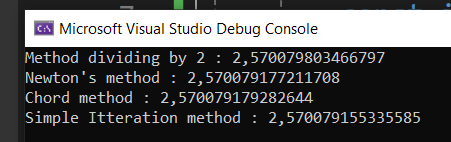 Microsoft Visual Studio Debug Console
Method dividing by 2 : 2,570079803466797
Newton's method : 2,570079177211708
Chord method : 2,570079179282644
Simple Itteration method : 2,570079155335585